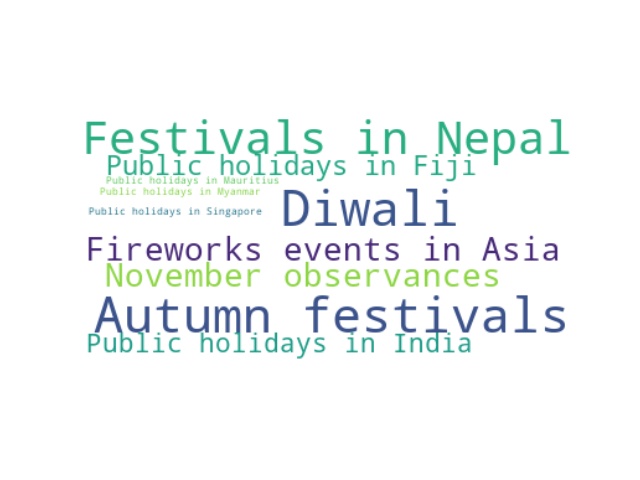 Festivals in Nepal
Public holidays in Fiji
Public holidays in Mauritius
Public holidays in Myanmar
Public holidays in Singapore
Diwali
Fireworks events in Asia
November observances
Autumn festivals
Public holidays in India